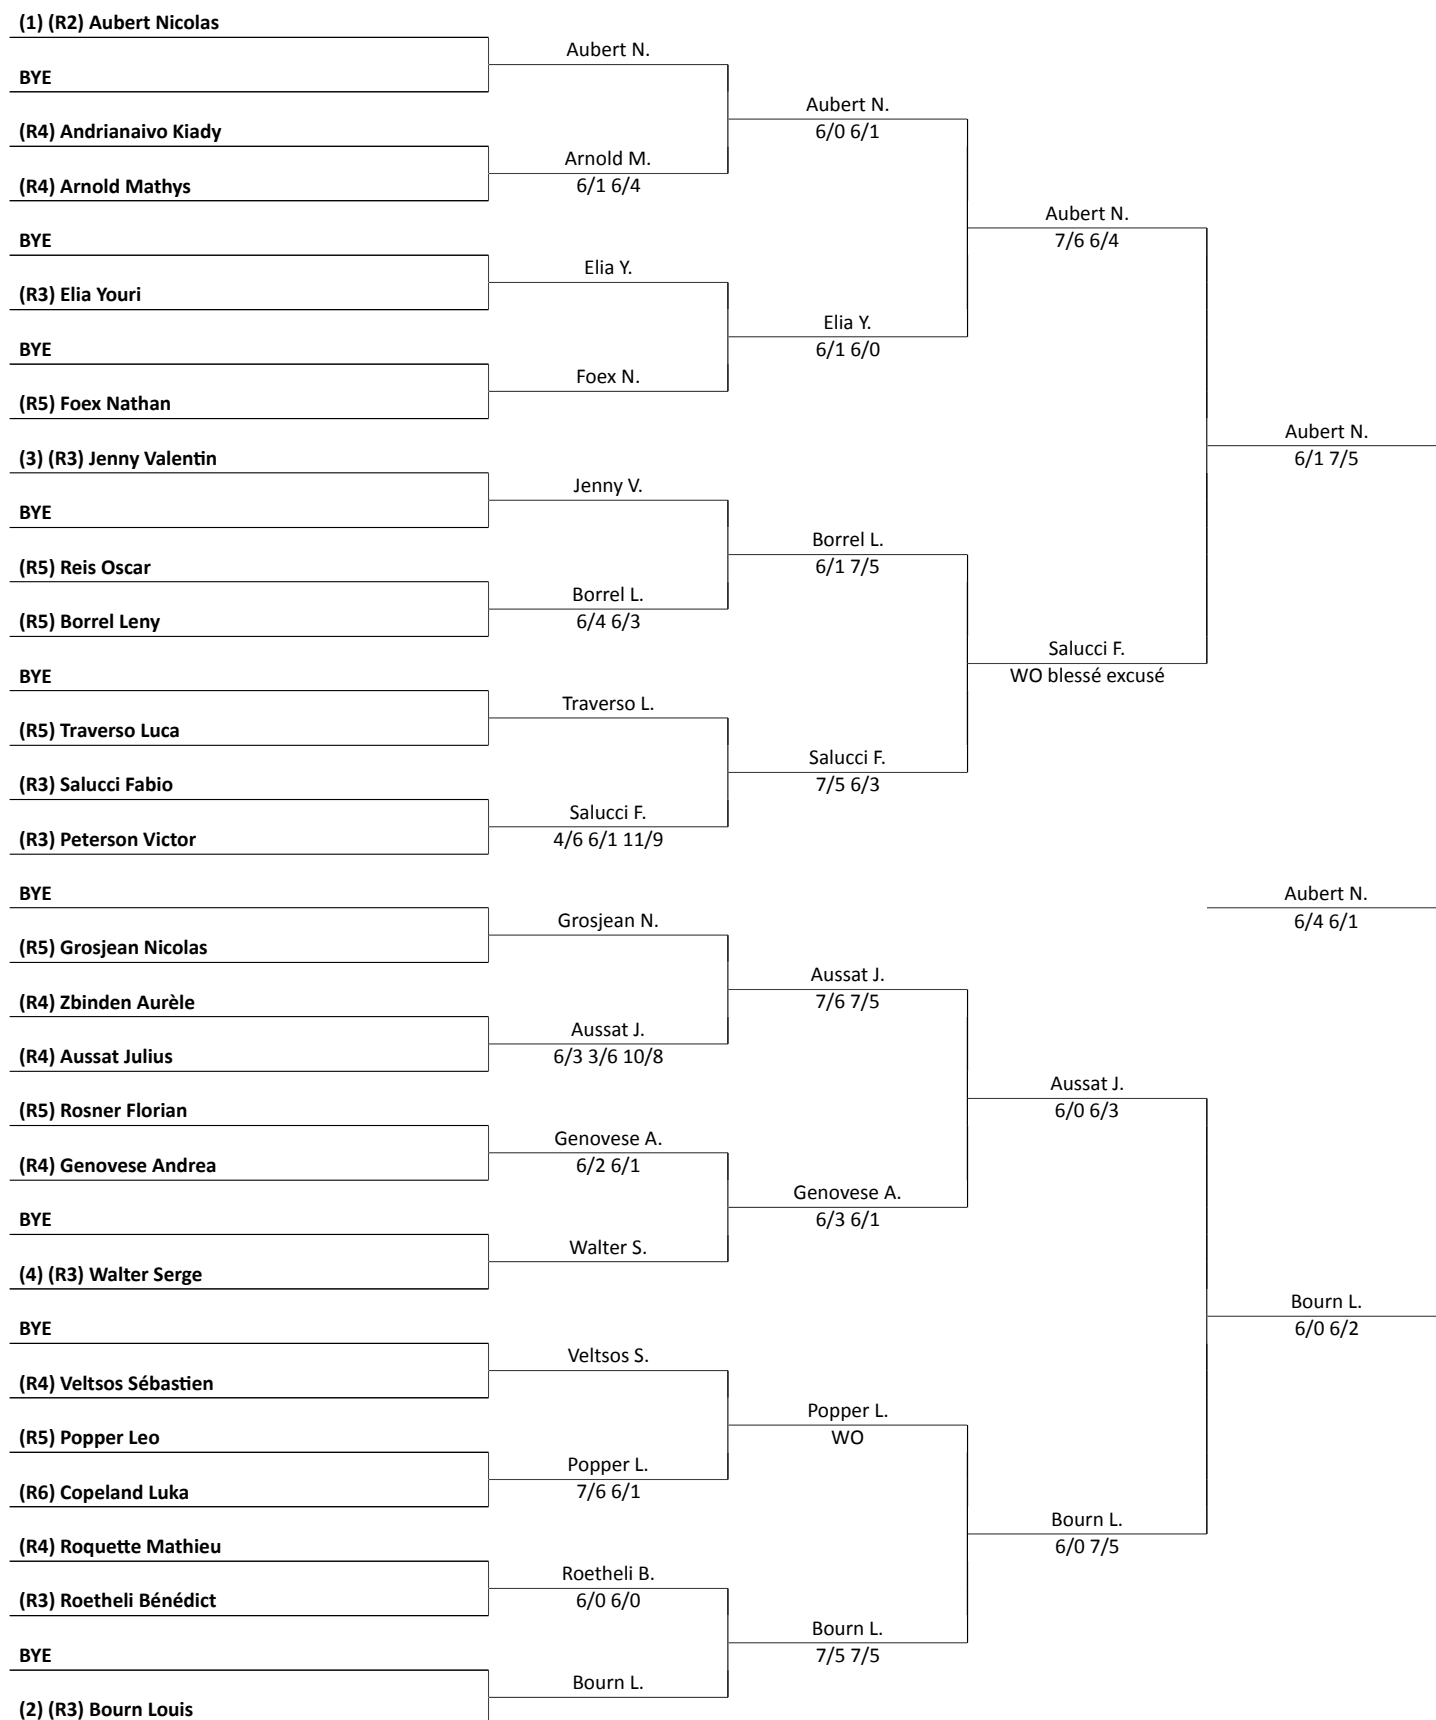 (1) (R2) Aubert Nicolas
BYE
(R4) Andrianaivo Kiady
(R4) Arnold Mathys
BYE
(R3) Elia Youri
BYE
(R5) Foex Nathan
(3) (R3) Jenny Valentin
BYE
(R5) Reis Oscar
(R5) Borrel Leny
BYE
(R5) Traverso Luca
(R3) Salucci Fabio
(R3) Peterson Victor
BYE
(R5) Grosjean Nicolas
(R4) Zbinden Aurèle
(R4) Aussat Julius
(R5) Rosner Florian
(R4) Genovese Andrea
BYE
(4) (R3) Walter Serge
BYE
(R4) Veltsos Sébastien
(R5) Popper Leo
(R6) Copeland Luka
(R4) Roquette Mathieu
(R3) Roetheli Bénédict
BYE
(2) (R3) Bourn Louis
Aubert N.
Arnold M.
6/1 6/4
Elia Y.
Foex N.
Jenny V.
Borrel L.
6/4 6/3
Traverso L.
Salucci F.
4/6 6/1 11/9
Grosjean N.
Aussat J.
6/3 3/6 10/8
Genovese A.
6/2 6/1
Walter S.
Veltsos S.
Popper L.
7/6 6/1
Roetheli B.
6/0 6/0
Bourn L.
Aubert N.
6/0 6/1
Elia Y.
6/1 6/0
Borrel L.
6/1 7/5
Salucci F.
7/5 6/3
Aussat J.
7/6 7/5
Genovese A.
6/3 6/1
Popper L.
WO
Bourn L.
7/5 7/5
Aubert N.
7/6 6/4
Salucci F.
WO blessé excusé
Aussat J.
6/0 6/3
Bourn L.
6/0 7/5
Aubert N.
6/1 7/5
Aubert N.
6/4 6/1
Bourn L.
6/0 6/2